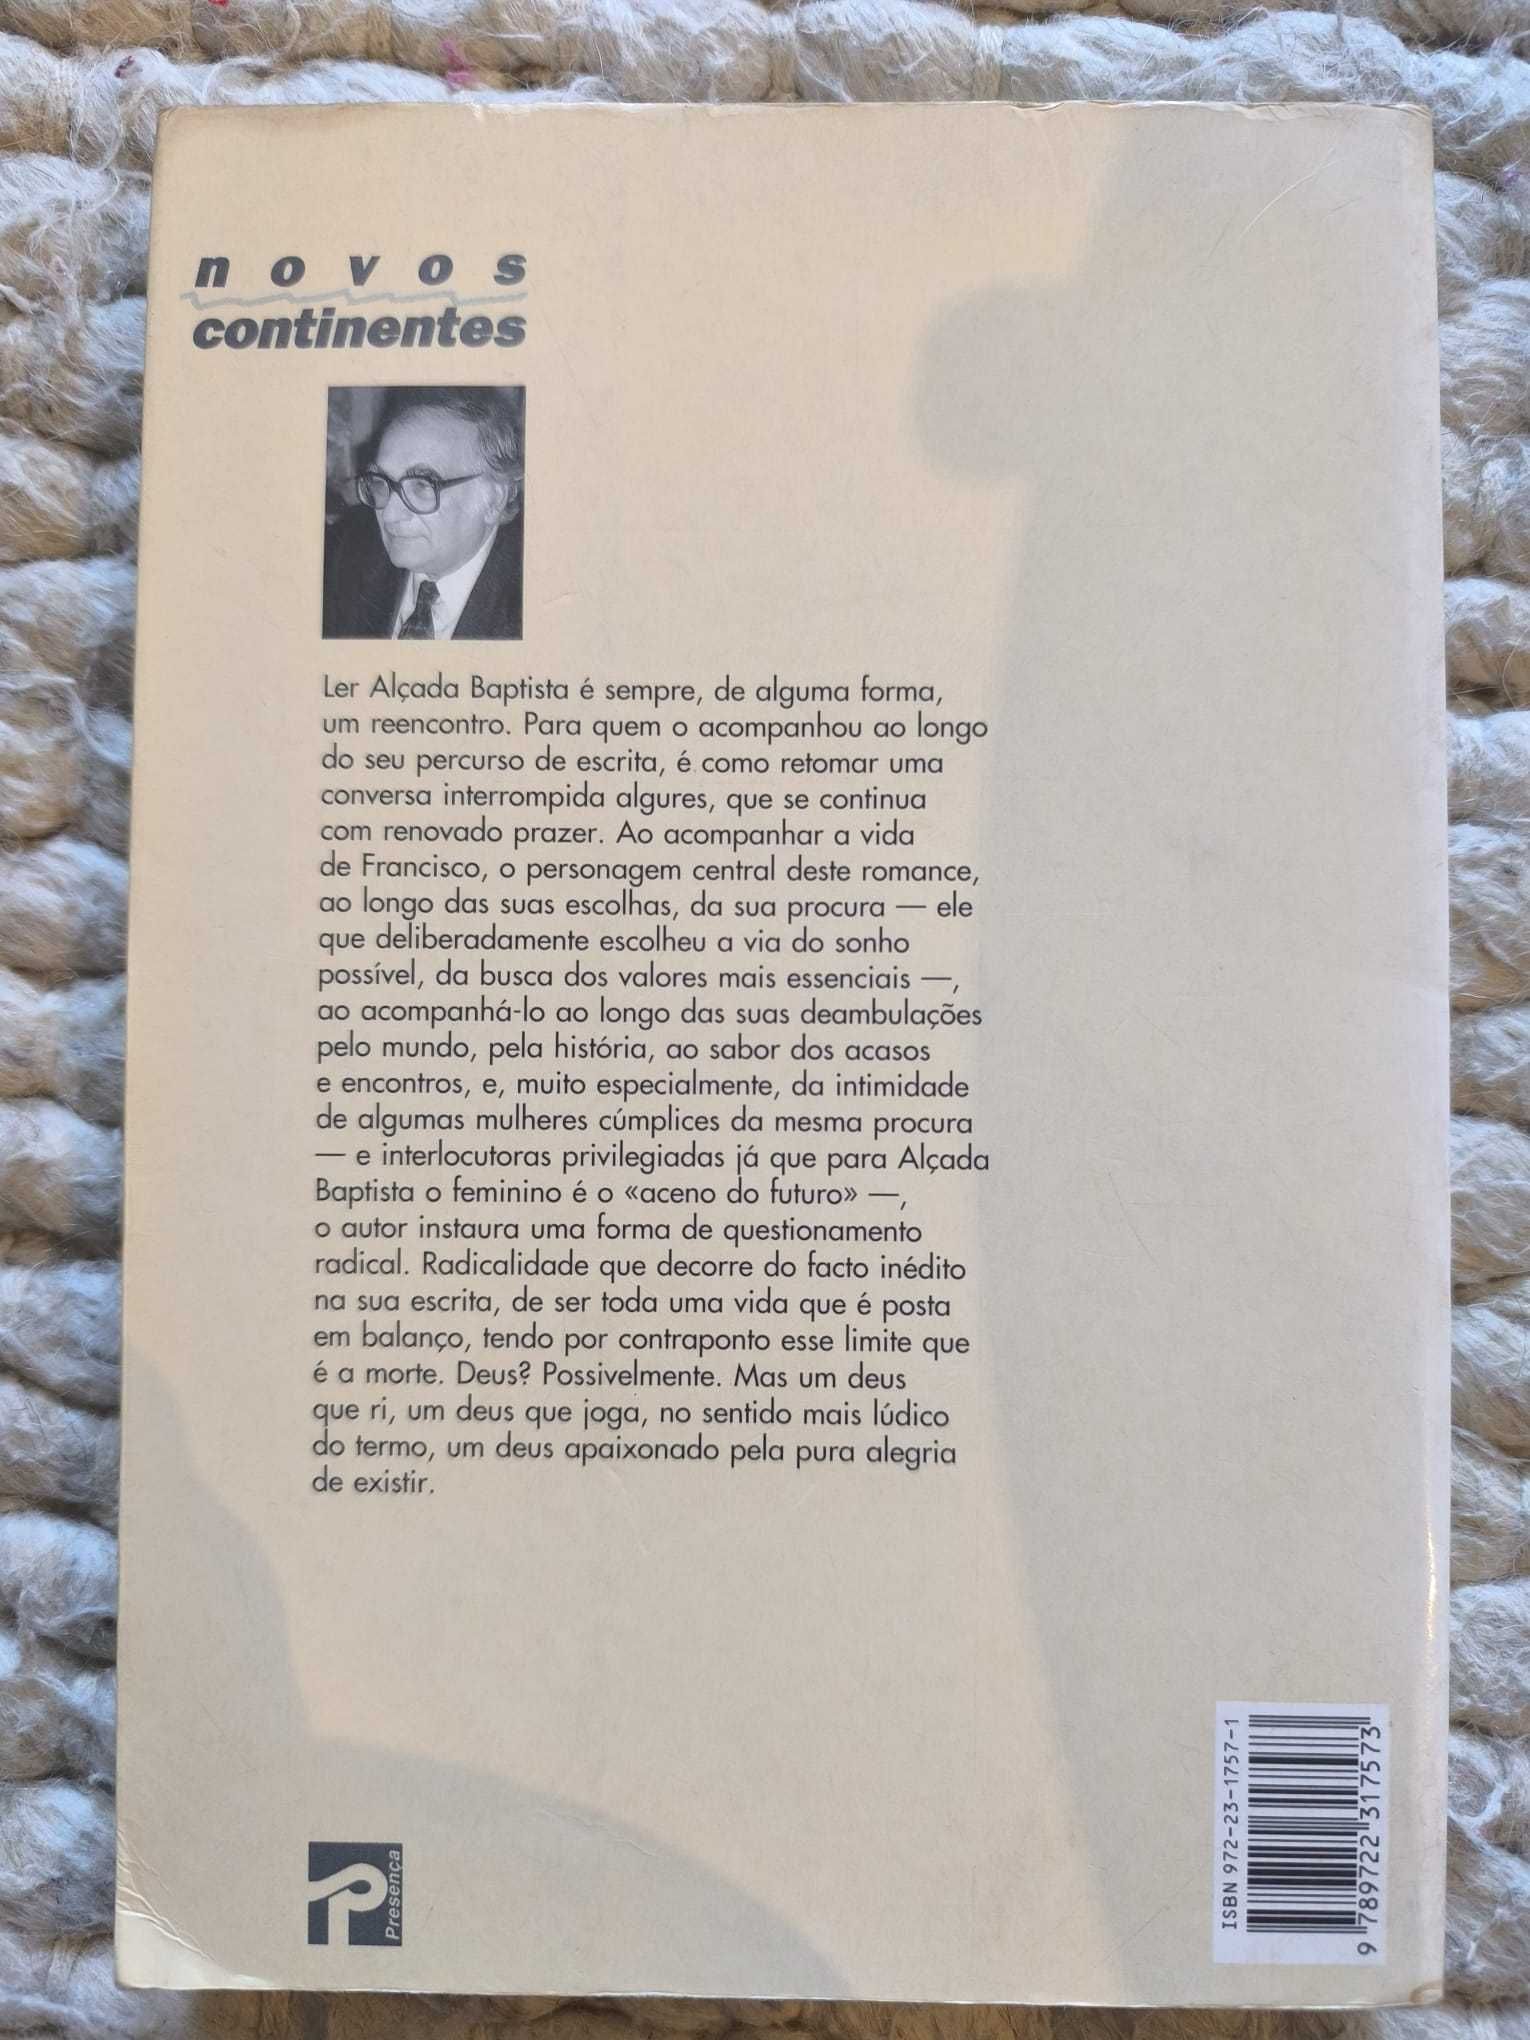 novos
continentes
Ler Alçada Baptista é sempre, de alguma forma,
um reencontro. Para quem o acompanhou ao longo
do seu percurso de escrita, é como retomar uma
conversa interrompida algures, que se continua
com renovado prazer. Ao acompanhar a vida
de Francisco, o personagem central deste romance,
ao longo das suas escolhas, da sua procura — ele
que deliberadamente escolheu a via do sonho
possível, da busca dos valores mais essenciais —,
ao acompanhá-lo ao longo das suas deambulações
pelo mundo, pela história, ao sabor dos acasos
e encontros, e, muito especialmente, da intimidade
de algumas mulheres cúmplices da mesma procura
— e interlocutoras privilegiadas já que para Alçada
Baptista o feminino é o «aceno do futuro» —,
o autor instaura uma forma de questionamento
radical. Radicalidade que decorre do facto inédito
na sua escrita, de ser toda uma vida que é posta
em balanço, tendo por contraponto esse limite que
é a morte. Deus? Possivelmente. Mas um deus
que ri, um deus que joga, no sentido mais lúdico
do termo, um deus apaixonado pela pura alegria
de existir.
Presença
ISBN 972-23-1757-1
9 789722 317573